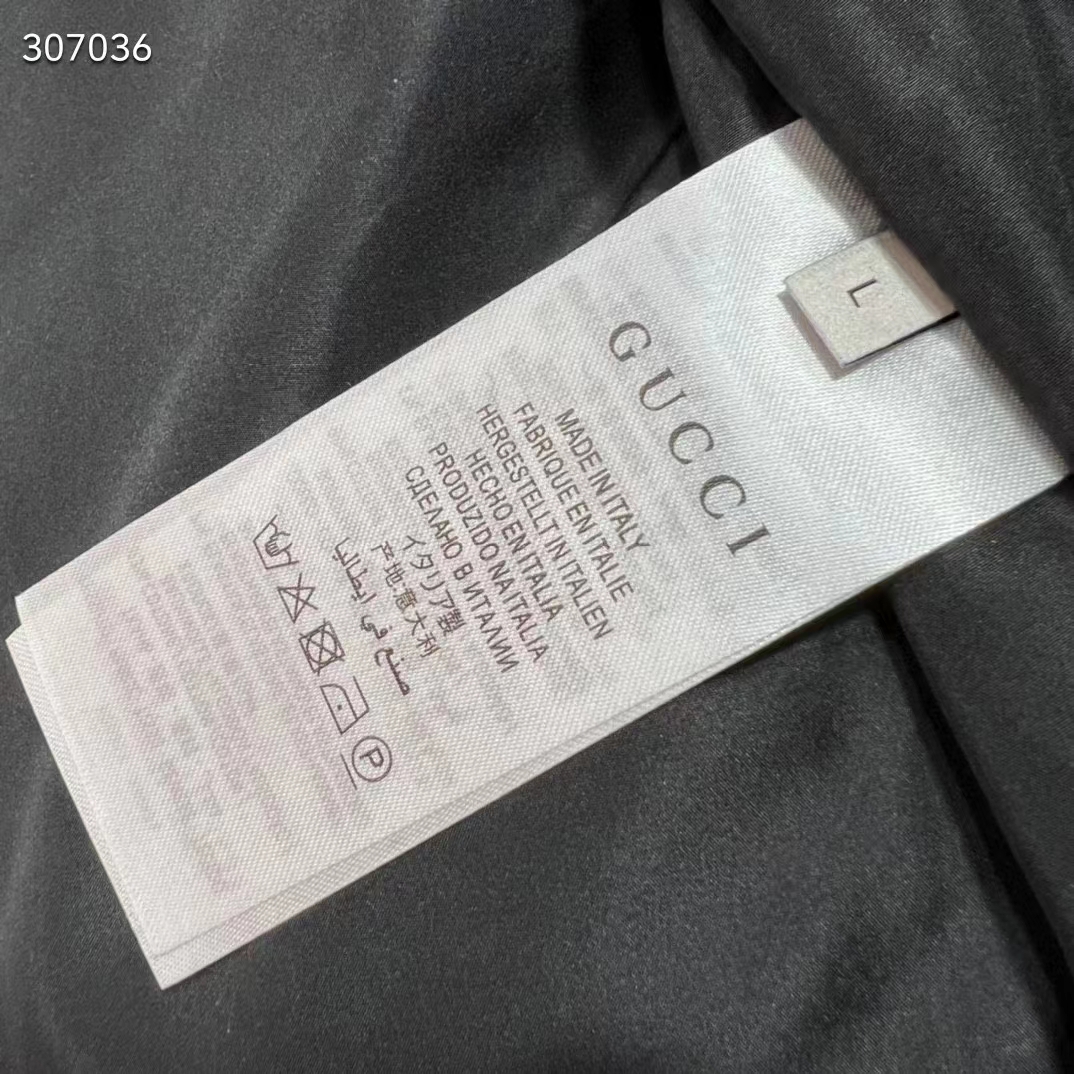 307036
L
GUCCI
MADE IN ITALY
FABRIQUE EN ITALIE
HERGESTELLT IN ITALIEN
HECHO EN ITALIA
PRODUZIDO NA ITALIA
СДЕЛАНО В ИТАЛИИ
イタリア製
产地:意大利
صنع في ايطاليا
P